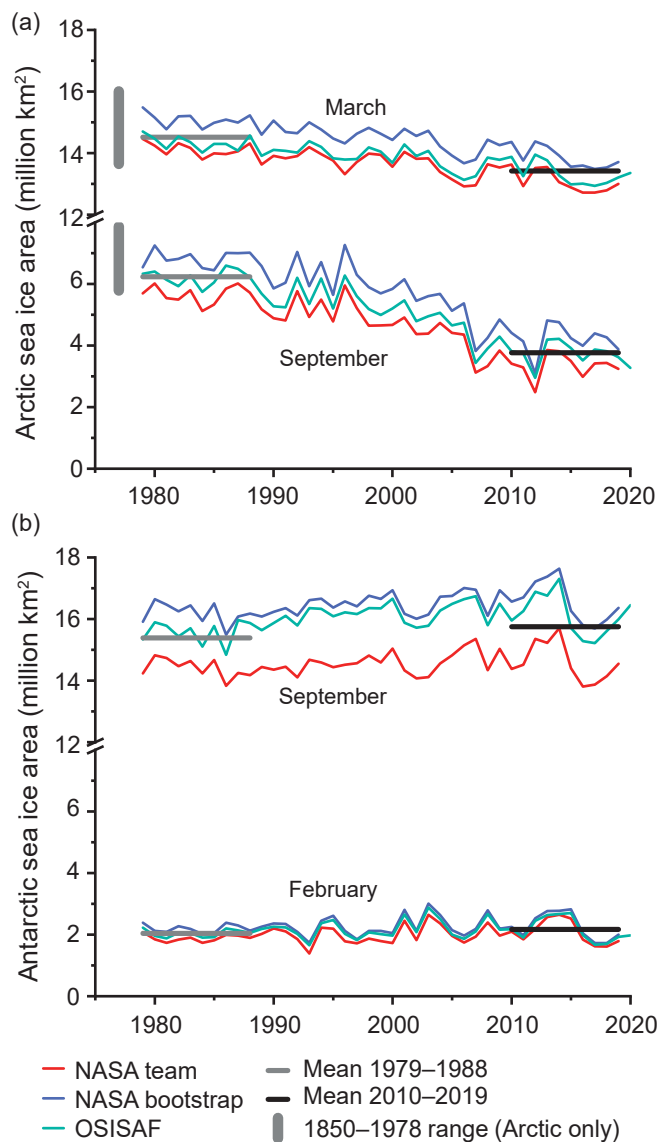 (a)
Arctic sea ice area (million km²)
18
16
March
14
12
6
September
4
2
0
1980 1990 2000 2010 2020
(b)
Antarctic sea ice area (million km²)
18
16
September
14
12
6
4
February
2
0
1980 1990 2000 2010 2020
NASA team
NASA bootstrap
OSISAF
Mean 1979–1988
Mean 2010–2019
1850–1978 range (Arctic only)